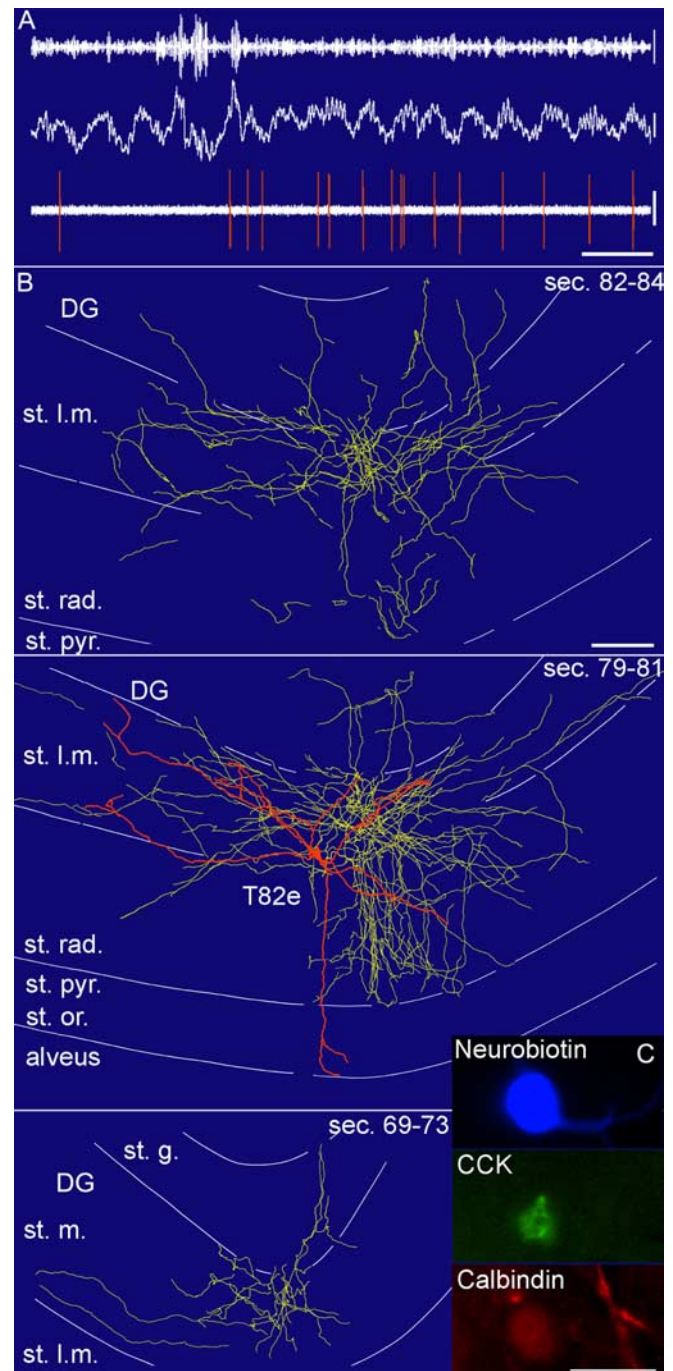 A
B
sec. 82-84
DG
st. l.m.
st. rad.
st. pyr.
sec. 79-81
DG
st. l.m.
T82e
st. rad.
st. pyr.
st. or.
alveus
Neurobiotin
C
CCK
Calbindin
sec. 69-73
st. g.
DG
st. m.
st. l.m.